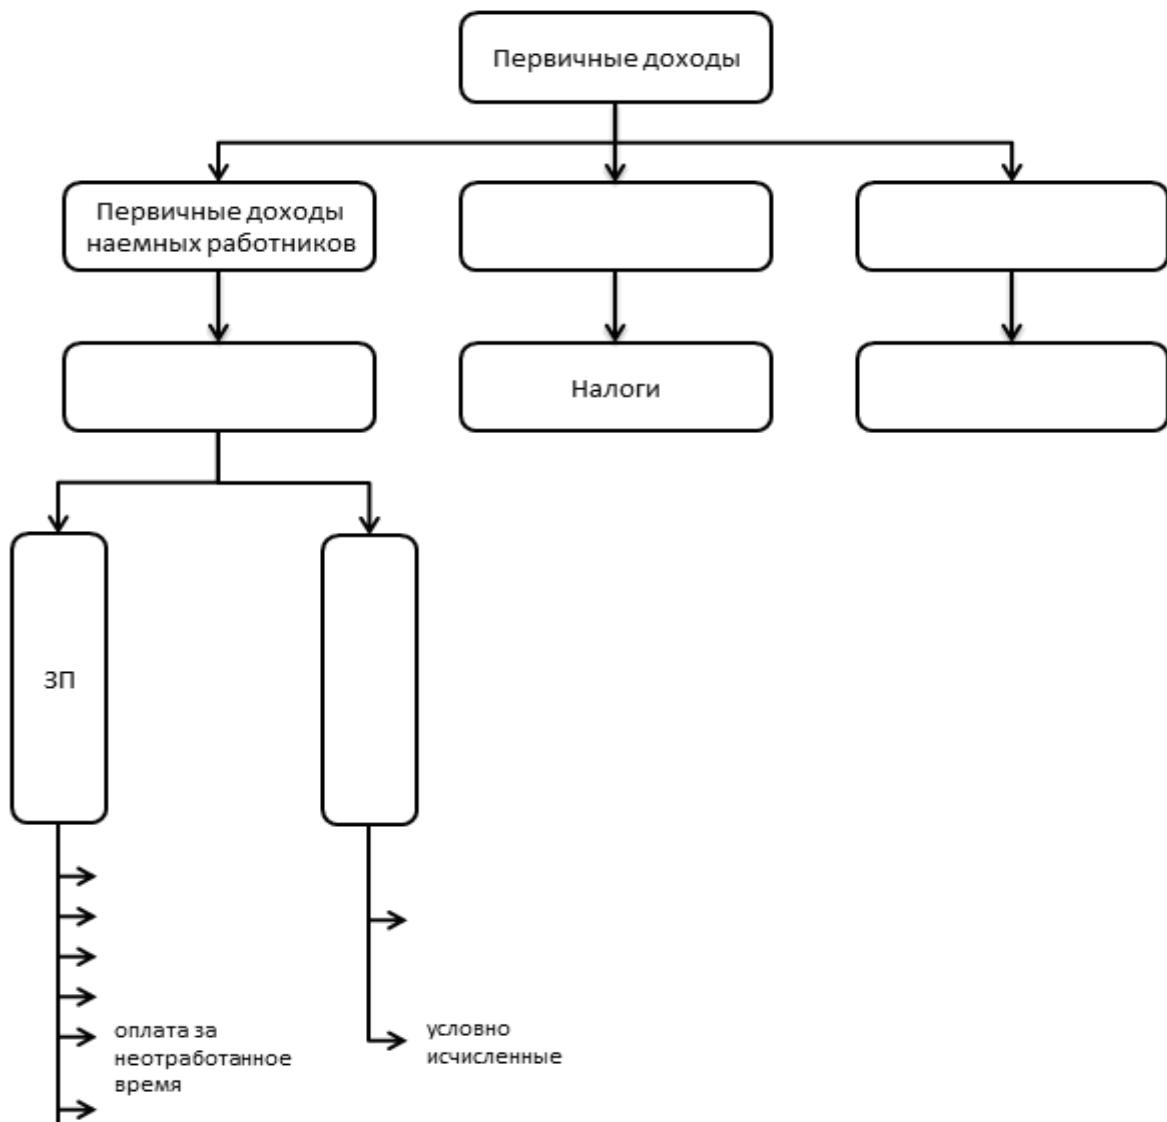 Первичные доходы
Первичные доходы
наемных работников
Налоги
ЗП
оплата за
неотработанное
время
условно
исчисленные